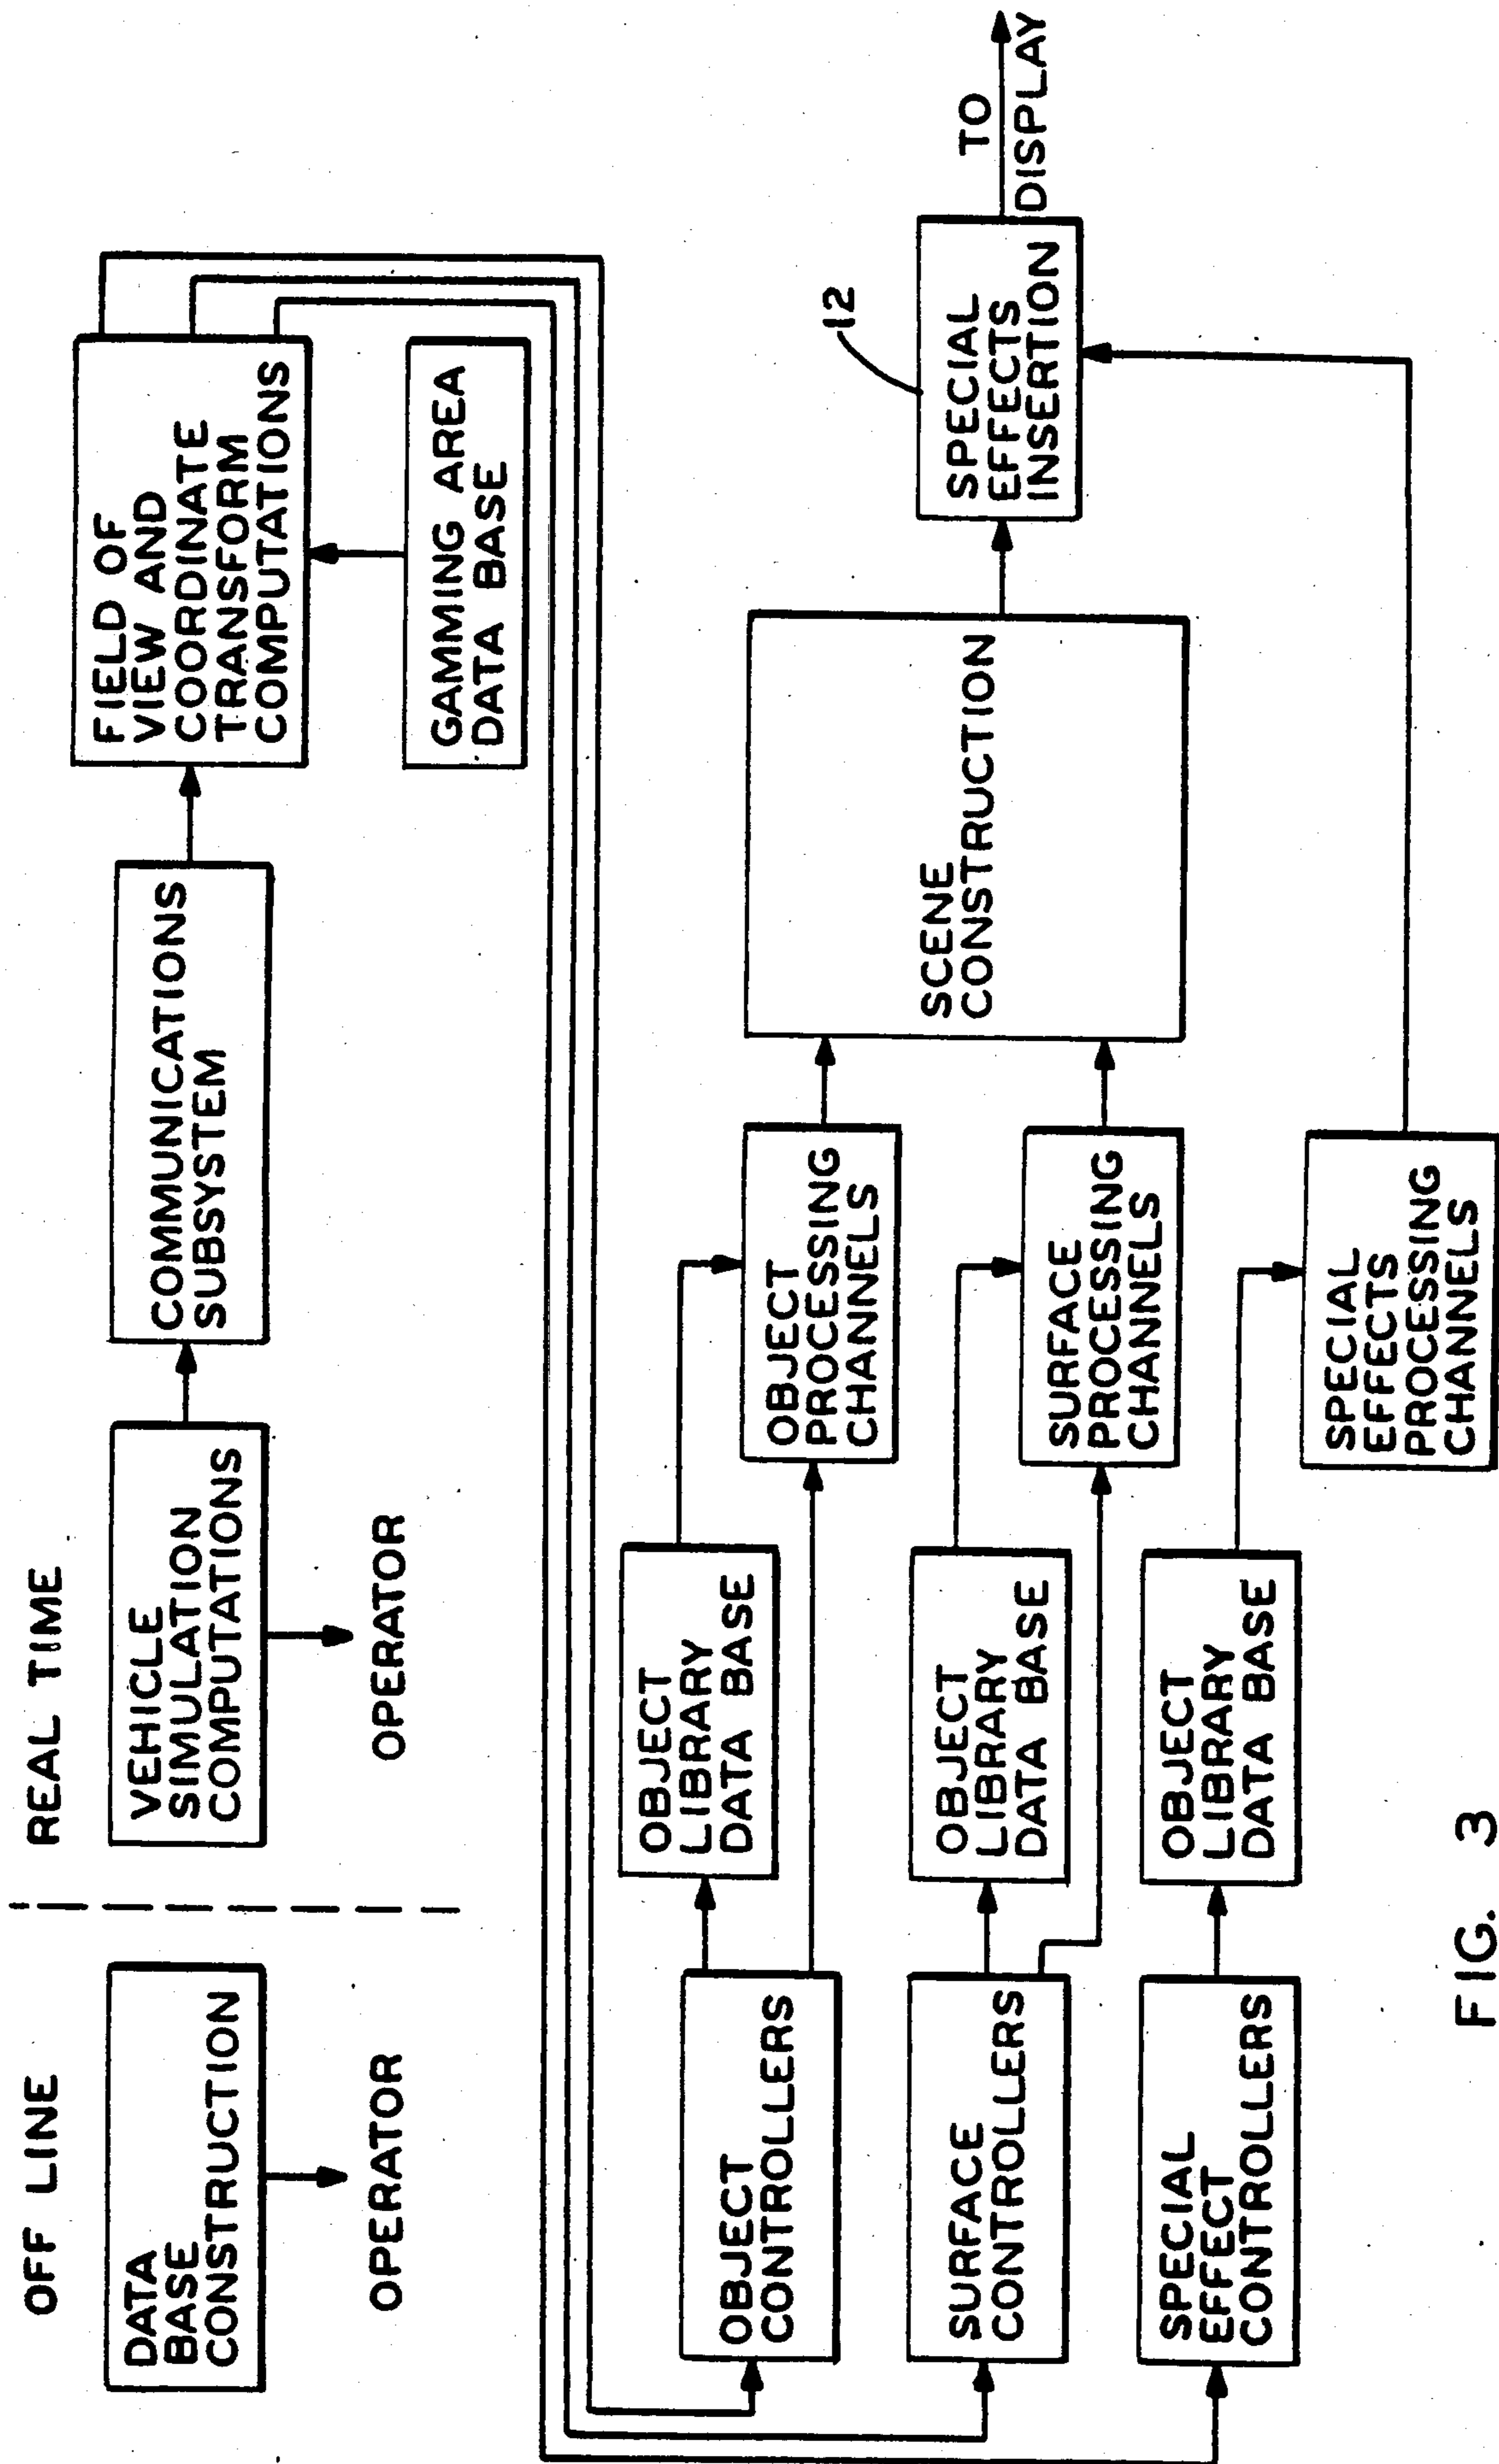 OFF LINE
REAL TIME
DATA
BASE
CONSTRUCTION
OPERATOR
VEHICLE
SIMULATION
COMPUTATIONS
OPERATOR
COMMUNICATIONS
SUBSYSTEM
FIELD OF
VIEW AND
COORDINATE
TRANSFORM
COMPUTATIONS
GAMMING AREA
DATA BASE
OBJECT
CONTROLLERS
OBJECT
LIBRARY
DATA BASE
OBJECT
PROCESSING
CHANNELS
SURFACE
CONTROLLERS
OBJECT
LIBRARY
DATA BASE
SURFACE
PROCESSING
CHANNELS
SPECIAL
EFFECT
CONTROLLERS
OBJECT
LIBRARY
DATA BASE
SPECIAL
EFFECTS
PROCESSING
CHANNELS
SCENE
CONSTRUCTION
12
SPECIAL
EFFECTS
INSERTION
TO
DISPLAY
FIG. 3